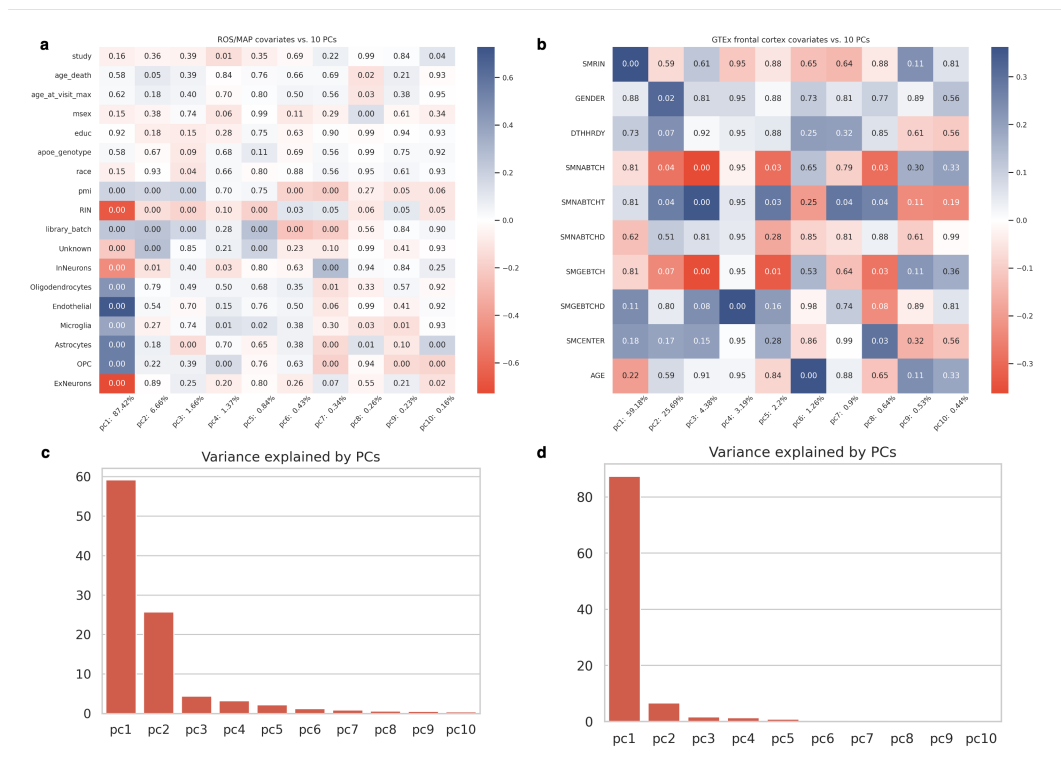 a
ROS/MAP covariates vs. 10 PCs
study 0.16 0.36 0.39 0.01 0.35 0.69 0.22 0.99 0.84 0.04
age_death 0.58 0.05 0.39 0.84 0.76 0.66 0.69 0.02 0.21 0.93
age_at_visit_max 0.62 0.18 0.40 0.70 0.80 0.50 0.56 0.03 0.38 0.95
msex 0.15 0.38 0.74 0.06 0.99 0.11 0.29 0.00 0.61 0.34
educ 0.92 0.18 0.15 0.28 0.75 0.63 0.90 0.99 0.94 0.93
apoe_genotype 0.58 0.67 0.09 0.68 0.11 0.69 0.56 0.99 0.75 0.92
race 0.15 0.93 0.04 0.66 0.80 0.88 0.56 0.95 0.61 0.93
pmi 0.00 0.00 0.00 0.70 0.75 0.00 0.00 0.27 0.05 0.06
RIN 0.00 0.00 0.00 0.10 0.00 0.03 0.05 0.06 0.05 0.05
library_batch 0.00 0.00 0.00 0.28 0.00 0.00 0.00 0.56 0.84 0.90
Unknown 0.00 0.00 0.85 0.21 0.00 0.23 0.10 0.99 0.41 0.93
InNeurons 0.00 0.01 0.40 0.03 0.80 0.63 0.00 0.94 0.84 0.25
Oligodendrocytes 0.00 0.79 0.49 0.50 0.68 0.35 0.01 0.33 0.57 0.92
Endothelial 0.00 0.54 0.70 0.15 0.76 0.50 0.06 0.99 0.41 0.92
Microglia 0.00 0.27 0.74 0.01 0.02 0.38 0.30 0.03 0.01 0.93
Astrocytes 0.00 0.18 0.00 0.42 0.65 0.38 0.00 0.01 0.10 0.00
OPC 0.00 0.22 0.39 0.00 0.76 0.63 0.00 0.94 0.00 0.00
ExNeurons 0.00 0.89 0.25 0.20 0.80 0.26 0.07 0.55 0.21 0.02
pc1: 87.42% pc2: 6.66% pc3: 1.66% pc4: 1.37% pc5: 0.84% pc6: 0.43% pc7: 0.34% pc8: 0.26% pc9: 0.23% pc10: 0.16%
0.6
0.4
0.2
0.0
−0.2
−0.4
−0.6
b
GTEx frontal cortex covariates vs. 10 PCs
SMRIN 0.00 0.59 0.61 0.95 0.88 0.65 0.64 0.88 0.11 0.81
GENDER 0.88 0.02 0.81 0.95 0.88 0.73 0.81 0.77 0.89 0.56
DTHHRDY 0.73 0.07 0.92 0.95 0.88 0.25 0.32 0.85 0.61 0.56
SMNABTCH 0.81 0.04 0.00 0.95 0.03 0.65 0.79 0.03 0.30 0.33
SMNABTCHT 0.81 0.04 0.00 0.95 0.03 0.25 0.04 0.04 0.11 0.19
SMNABTCHD 0.62 0.51 0.81 0.95 0.28 0.85 0.81 0.88 0.61 0.99
SMGEBTCH 0.81 0.07 0.00 0.95 0.01 0.53 0.64 0.03 0.11 0.36
SMGEBTCHD 0.11 0.80 0.08 0.00 0.16 0.98 0.74 0.08 0.89 0.81
SMCENTER 0.18 0.17 0.15 0.95 0.28 0.86 0.99 0.03 0.32 0.56
AGE 0.22 0.59 0.91 0.95 0.84 0.00 0.88 0.65 0.11 0.33
pc1: 59.18% pc2: 25.69% pc3: 4.38% pc4: 3.19% pc5: 2.2% pc6: 1.26% pc7: 0.9% pc8: 0.64% pc9: 0.53% pc10: 0.44%
0.3
0.2
0.1
0.0
−0.1
−0.2
−0.3
c
Variance explained by PCs
60
50
40
30
20
10
0
pc1 pc2 pc3 pc4 pc5 pc6 pc7 pc8 pc9 pc10
d
Variance explained by PCs
80
60
40
20
0
pc1 pc2 pc3 pc4 pc5 pc6 pc7 pc8 pc9 pc10